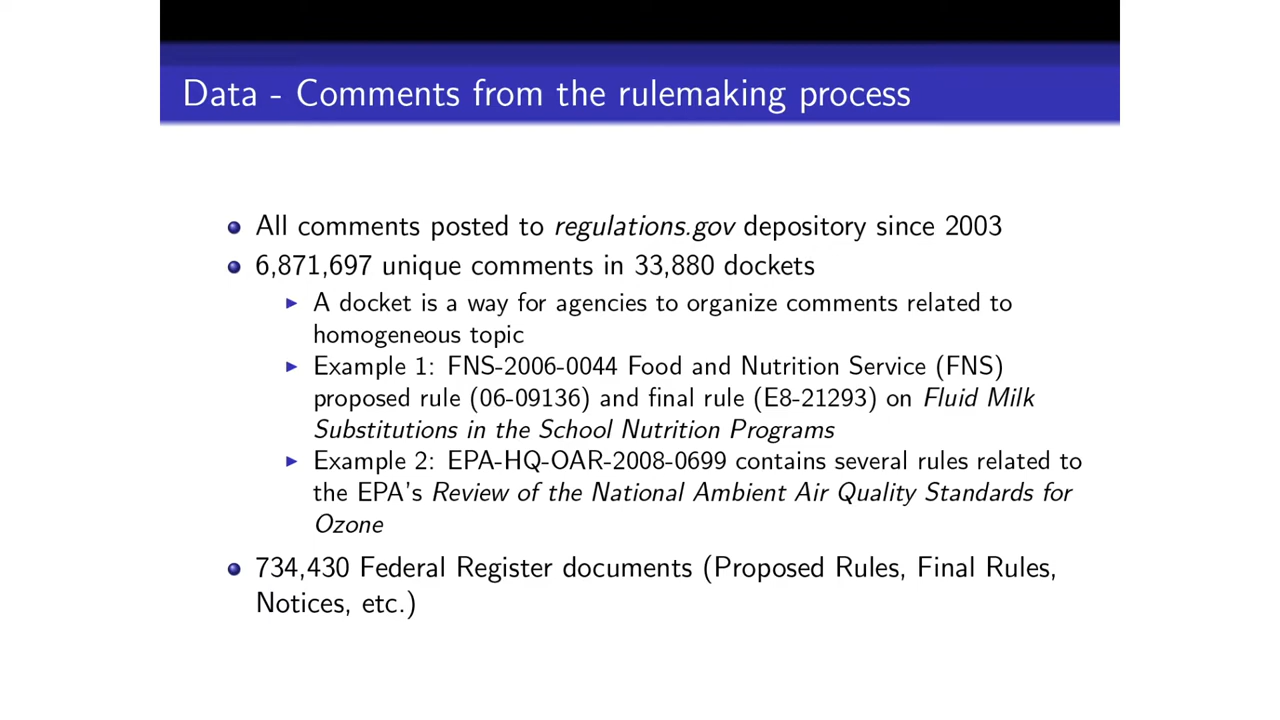 Data - Comments from the rulemaking process
All comments posted to regulations.gov depository since 2003
6,871,697 unique comments in 33,880 dockets
A docket is a way for agencies to organize comments related to
homogeneous topic
Example 1: FNS-2006-0044 Food and Nutrition Service (FNS)
proposed rule (06-09136) and final rule (E8-21293) on Fluid Milk
Substitutions in the School Nutrition Programs
Example 2: EPA-HQ-OAR-2008-0699 contains several rules related to
the EPA's Review of the National Ambient Air Quality Standards for
Ozone
734,430 Federal Register documents (Proposed Rules, Final Rules,
Notices, etc.)